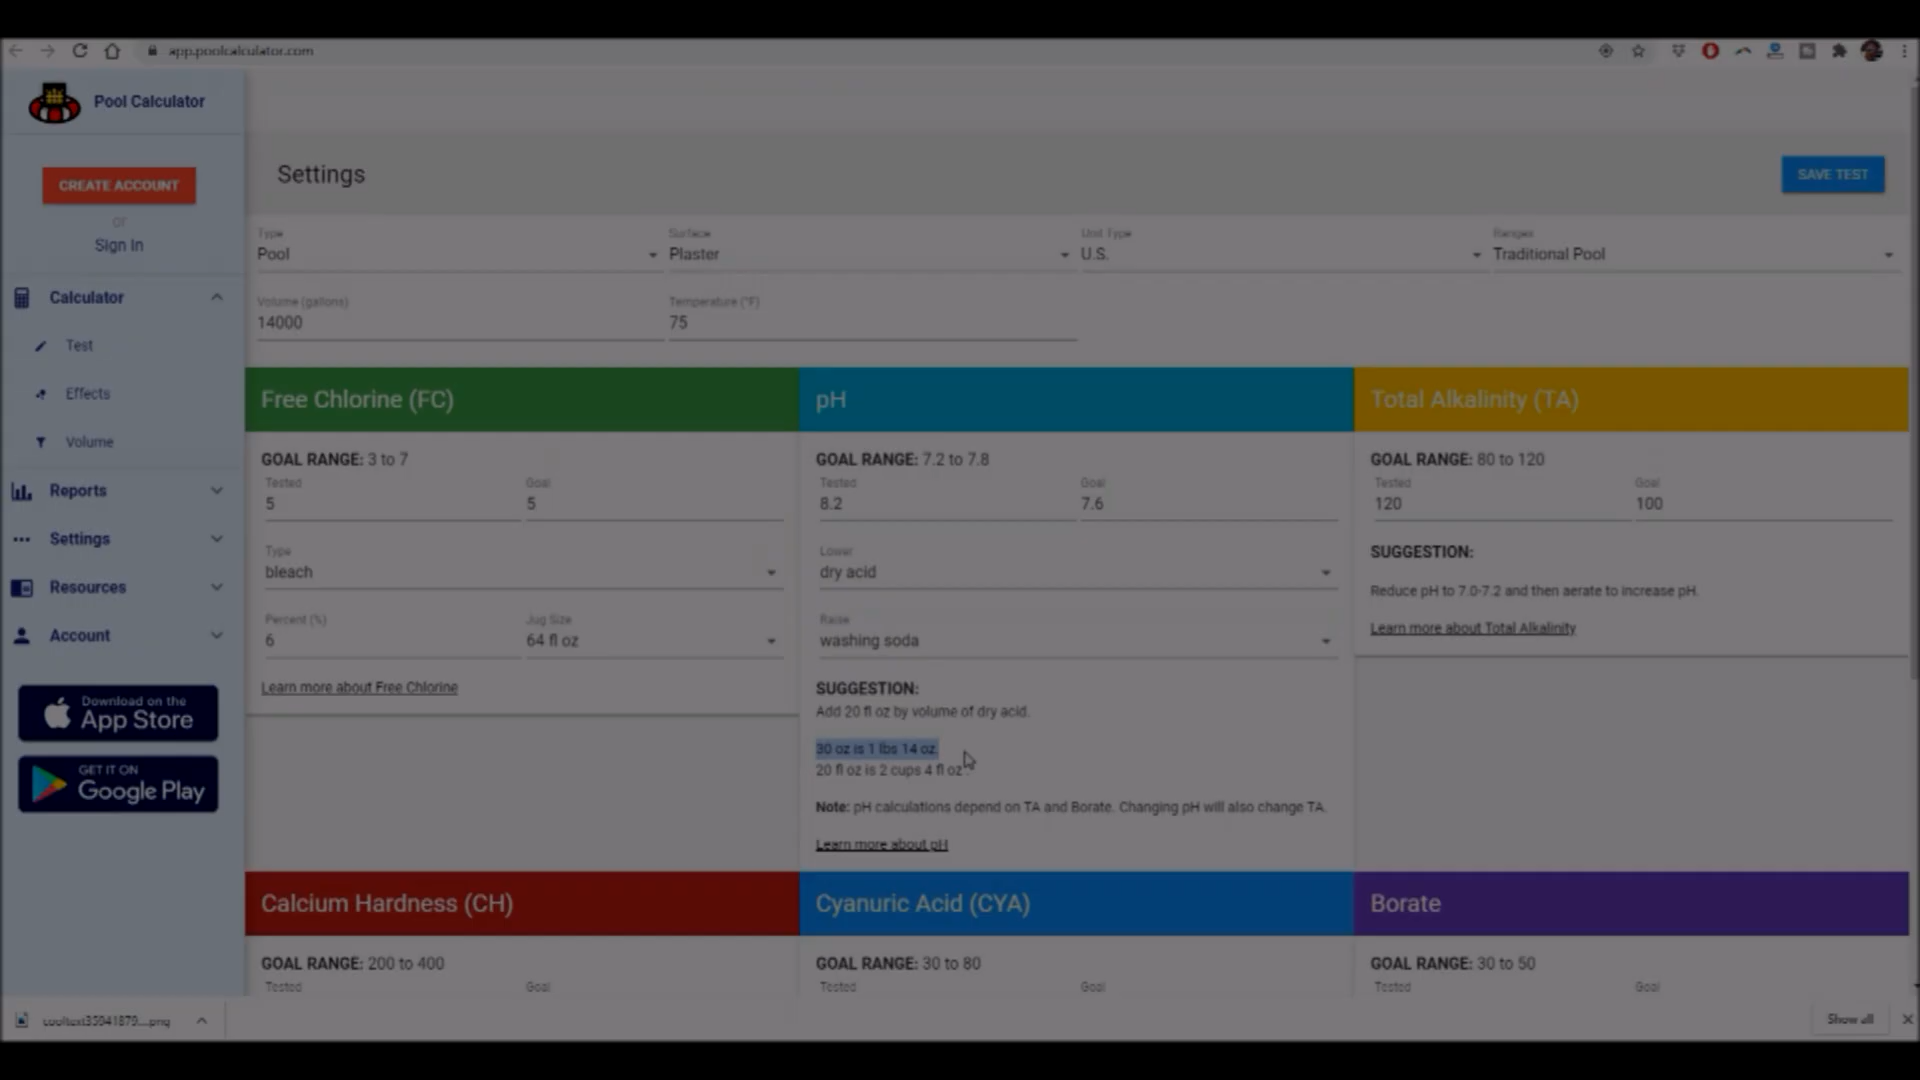 app.poolcalculator.com
Pool Calculator
CREATE ACCOUNT
or
Sign In
Calculator
Test
Effects
Volume
Reports
Settings
Resources
Account
Download on the
App Store
GET IT ON
Google Play
Settings
SAVE TEST
Type
Pool
Surface
Plaster
Unit Type
U.S.
Ranges
Traditional Pool
Volume (gallons)
14000
Temperature (°F)
75
Free Chlorine (FC)
GOAL RANGE: 3 to 7
Tested
Goal
5
5
Type
bleach
Percent (%)
Jug Size
6
64 fl oz
Learn more about Free Chlorine
pH
GOAL RANGE: 7.2 to 7.8
Tested
Goal
8.2
7.6
Lower
dry acid
Raise
washing soda
SUGGESTION:
Add 20 fl oz by volume of dry acid.
30 oz is 1 lbs 14 oz.
20 fl oz is 2 cups 4 fl oz .
Note: pH calculations depend on TA and Borate. Changing pH will also change TA.
Learn more about pH
Total Alkalinity (TA)
GOAL RANGE: 80 to 120
Tested
Goal
120
100
SUGGESTION:
Reduce pH to 7.0-7.2 and then aerate to increase pH.
Learn more about Total Alkalinity
Calcium Hardness (CH)
GOAL RANGE: 200 to 400
Tested
Goal
Cyanuric Acid (CYA)
GOAL RANGE: 30 to 80
Tested
Goal
Borate
GOAL RANGE: 30 to 50
Tested
Goal
cooltext35941879....png
Show all